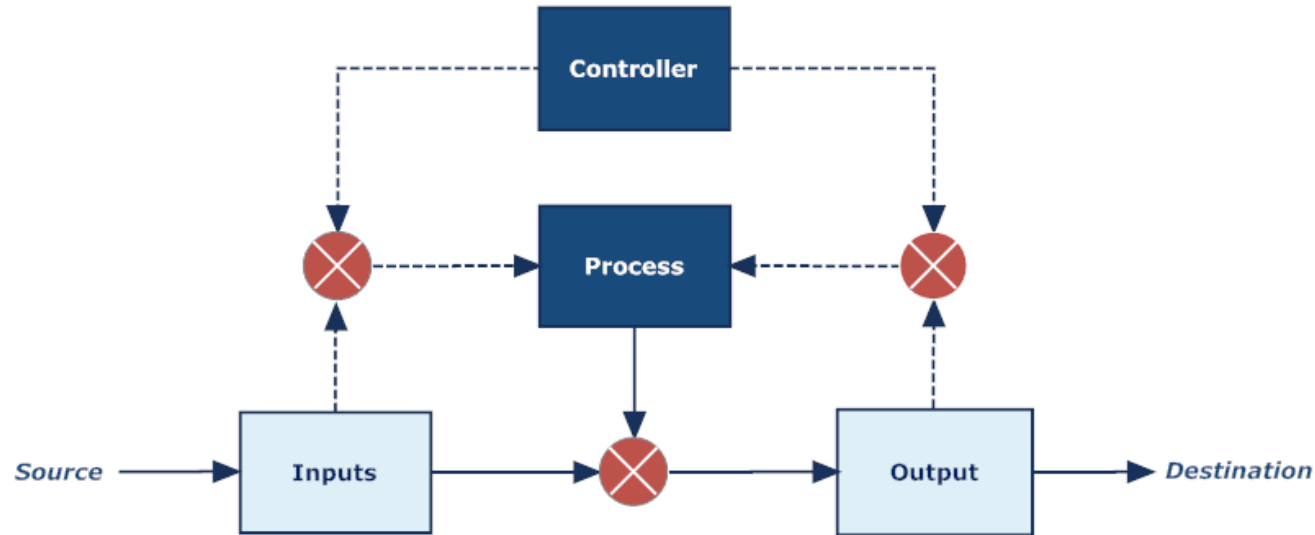 Controller
Process
Source
Inputs
Output
Destination